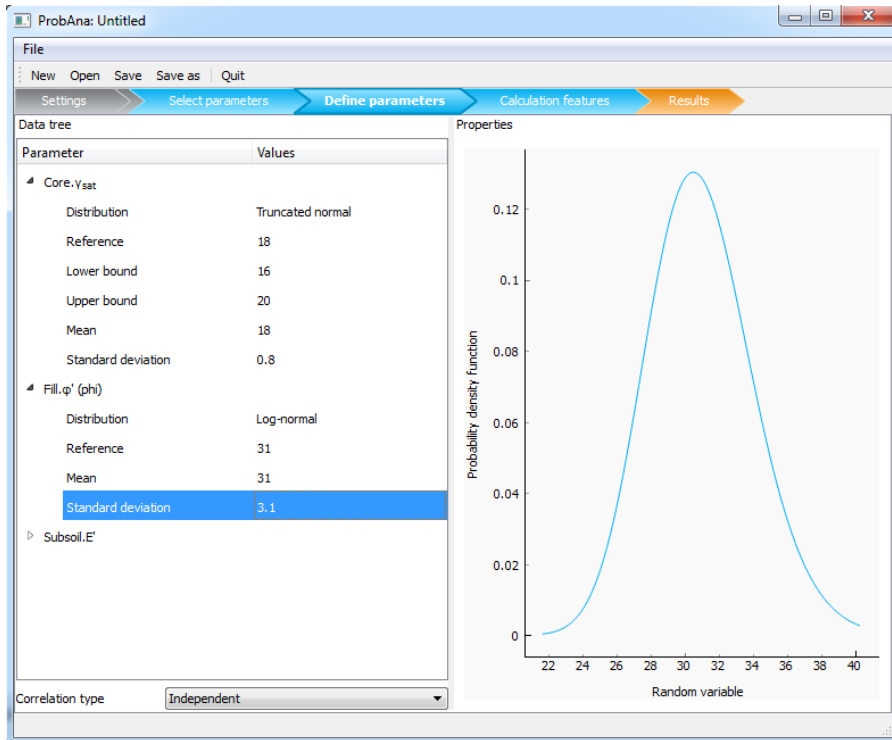 ProbAna: Untitled
File
New Open Save Save as Quit
Settings Select parameters Define parameters Calculation features Results
Data tree
Parameter Values
Core.γsat
Distribution Truncated normal
Reference 18
Lower bound 16
Upper bound 20
Mean 18
Standard deviation 0.8
Fill.φ' (phi)
Distribution Log-normal
Reference 31
Mean 31
Standard deviation 3.1
Subsoil.E'
Correlation type Independent
Properties
Probability density function
0.12
0.1
0.08
0.06
0.04
0.02
0
22 24 26 28 30 32 34 36 38 40
Random variable